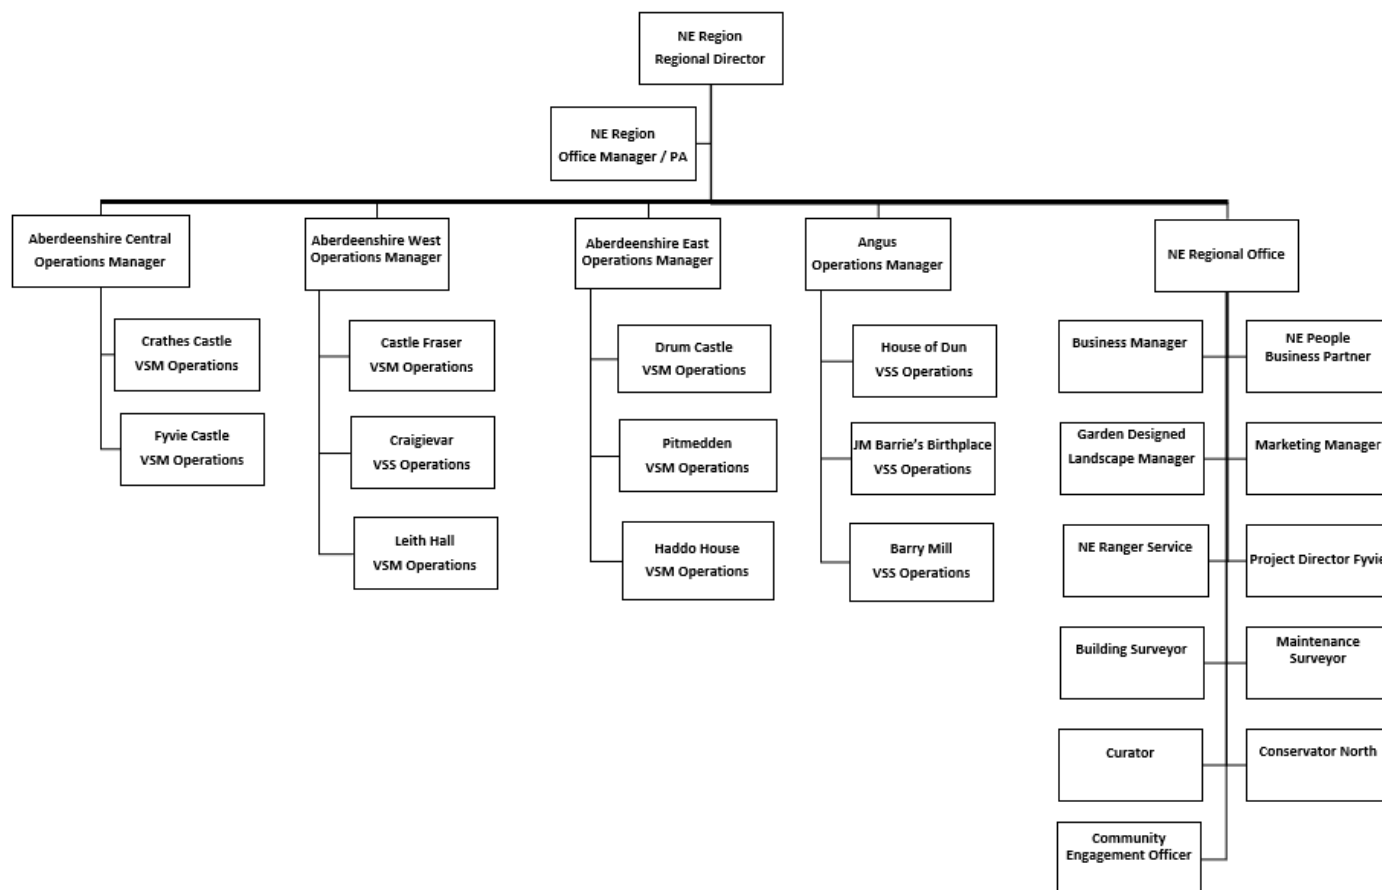 NE Region
Regional Director
NE Region
Office Manager / PA
Aberdeenshire Central
Operations Manager
Aberdeenshire West
Operations Manager
Aberdeenshire East
Operations Manager
Angus
Operations Manager
NE Regional Office
Crathes Castle
VSM Operations
Fyvie Castle
VSM Operations
Castle Fraser
VSM Operations
Craigievar
VSS Operations
Leith Hall
VSM Operations
Drum Castle
VSM Operations
Pitmedden
VSM Operations
Haddo House
VSM Operations
House of Dun
VSS Operations
JM Barrie's Birthplace
VSS Operations
Barry Mill
VSS Operations
Business Manager
NE People
Business Partner
Garden Designed
Landscape Manager
Marketing Manager
NE Ranger Service
Project Director Fyvie
Building Surveyor
Maintenance
Surveyor
Curator
Conservator North
Community
Engagement Officer